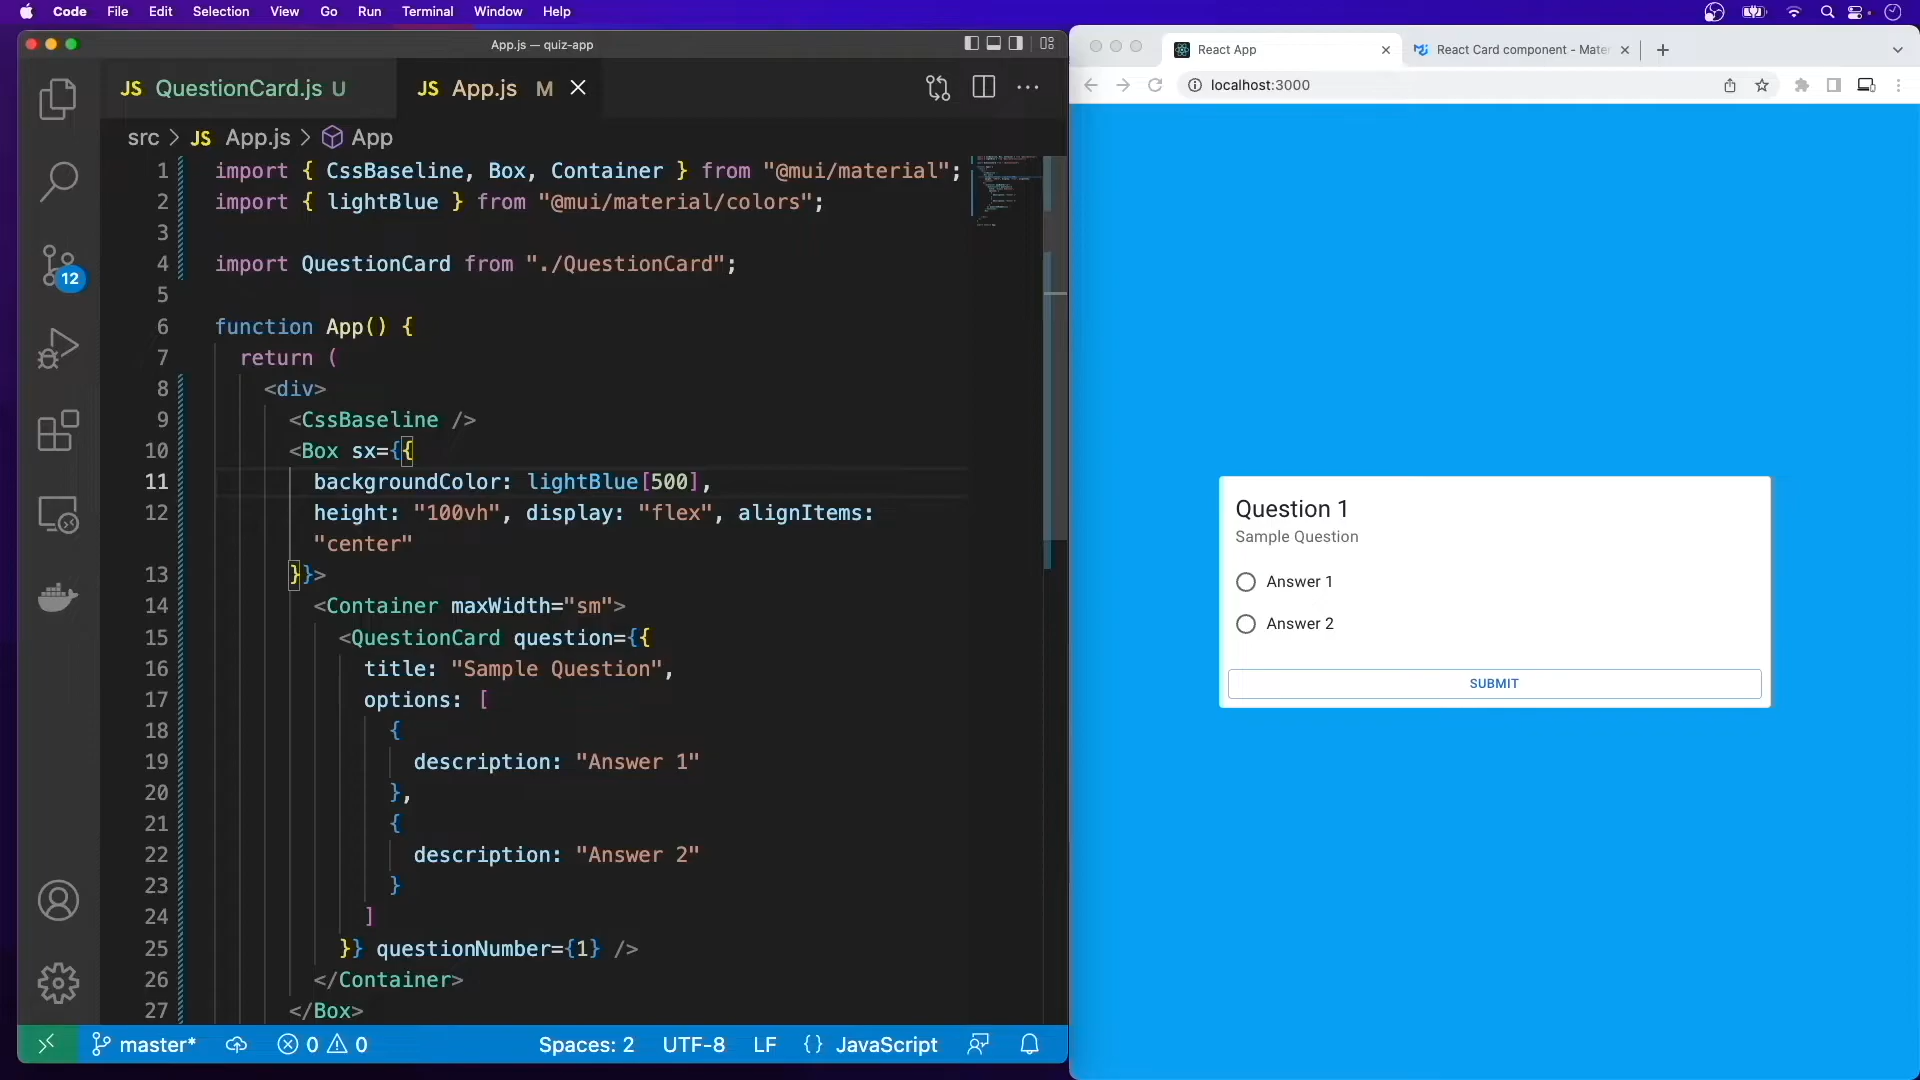 Code File Edit Selection View Go Run Terminal Window Help
App.js — quiz-app
JS QuestionCard.js U
JS App.js M
src > JS App.js > App
1 import { CssBaseline, Box, Container } from "@mui/material";
2 import { lightBlue } from "@mui/material/colors";
3
4 import QuestionCard from "./QuestionCard";
5
6 function App() {
7 return (
8 <div>
9 <CssBaseline />
10 <Box sx={{
11 backgroundColor: lightBlue[500],
12 height: "100vh", display: "flex", alignItems:
"center"
13 }}>
14 <Container maxWidth="sm">
15 <QuestionCard question={{
16 title: "Sample Question",
17 options: [
18 {
19 description: "Answer 1"
20 },
21 {
22 description: "Answer 2"
23 }
24 ]
25 }} questionNumber={1} />
26 </Container>
27 </Box>
12
master* 0 0 Spaces: 2 UTF-8 LF {} JavaScript
React App
React Card component - Mater
localhost:3000
Question 1
Sample Question
Answer 1
Answer 2
SUBMIT